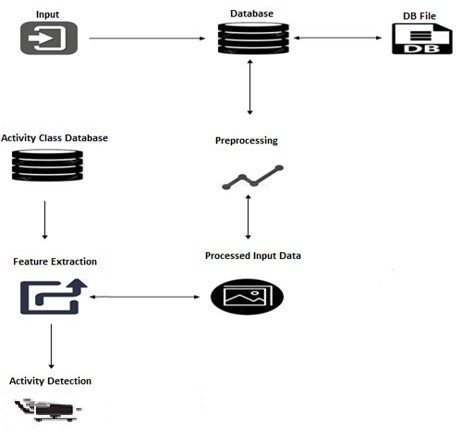 Input
Database
DB File
DB
Activity Class Database
Preprocessing
Feature Extraction
Processed Input Data
Activity Detection